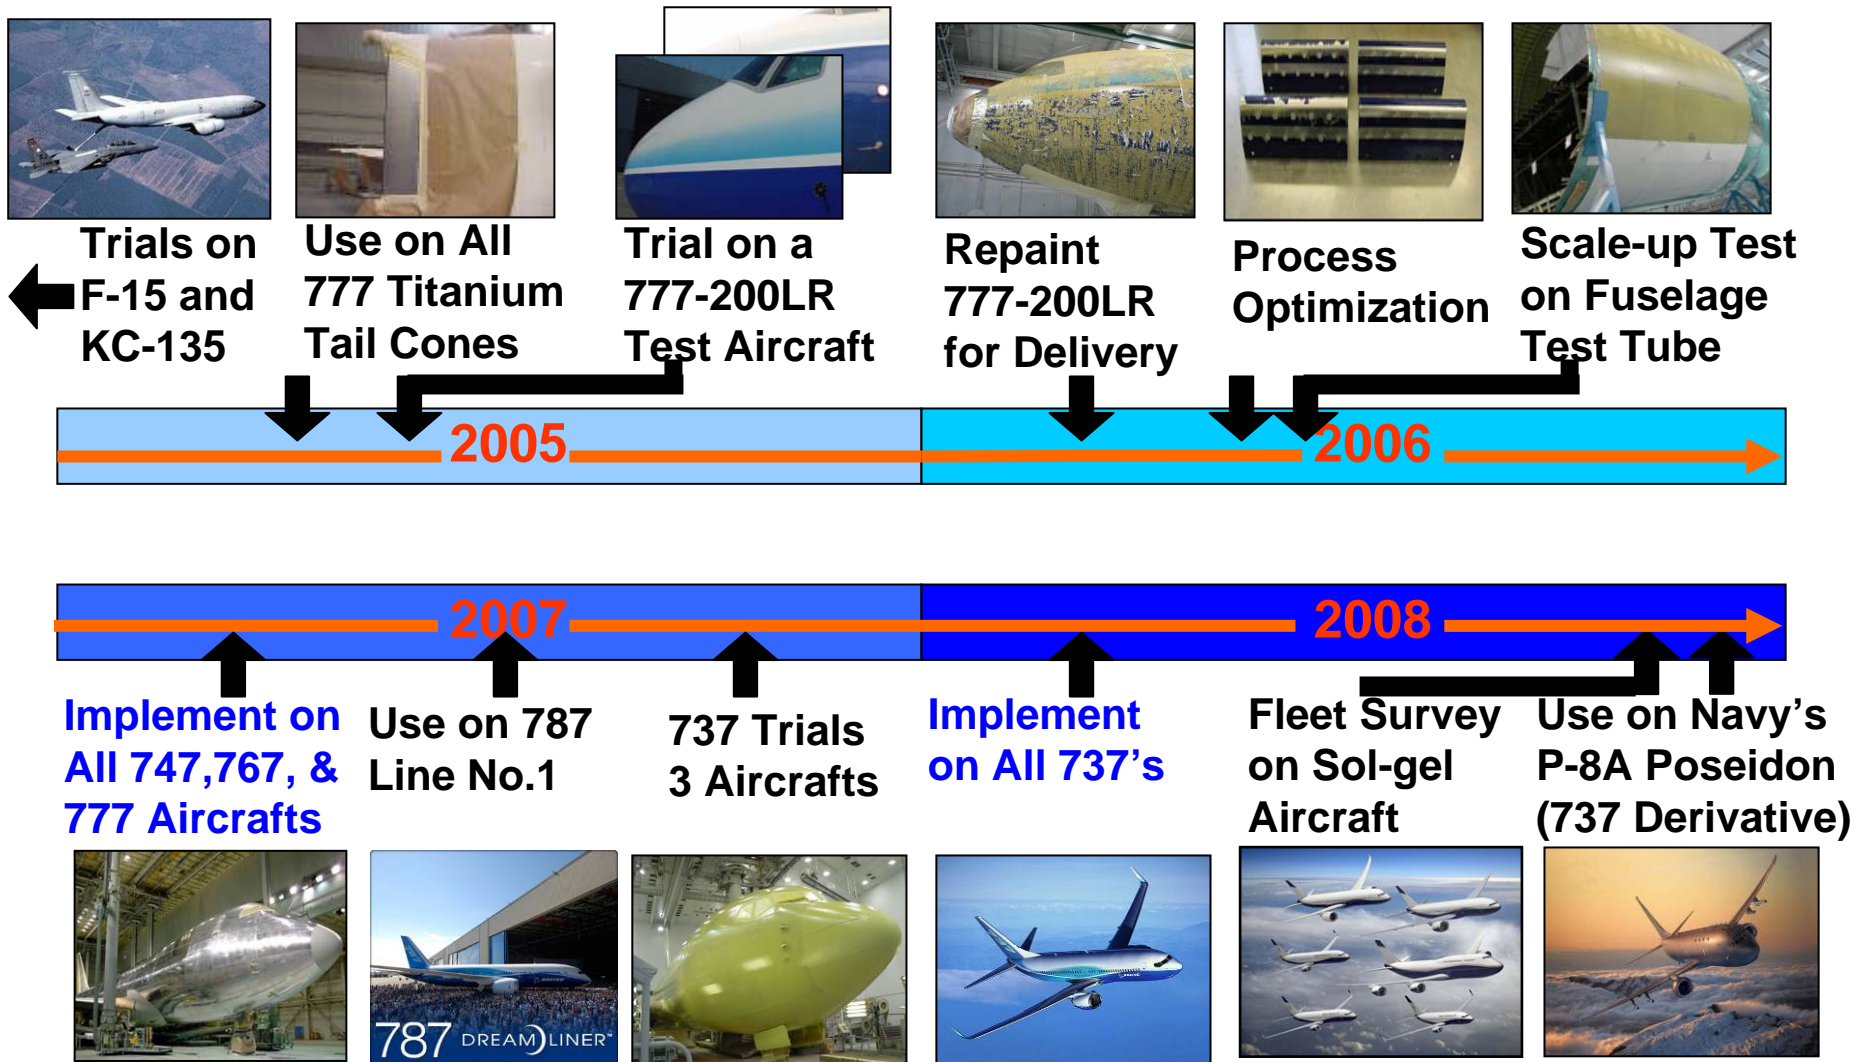 Trials on
F-15 and
KC-135
Use on All
777 Titanium
Tail Cones
Trial on a
777-200LR
Test Aircraft
Repaint
777-200LR
for Delivery
Process
Optimization
Scale-up Test
on Fuselage
Test Tube
2005
2006
2007
2008
Implement on
All 747,767, &
777 Aircrafts
Use on 787
Line No.1
737 Trials
3 Aircrafts
Implement
on All 737's
Fleet Survey
on Sol-gel
Aircraft
Use on Navy's
P-8A Poseidon
(737 Derivative)
787 DREAMLINER™